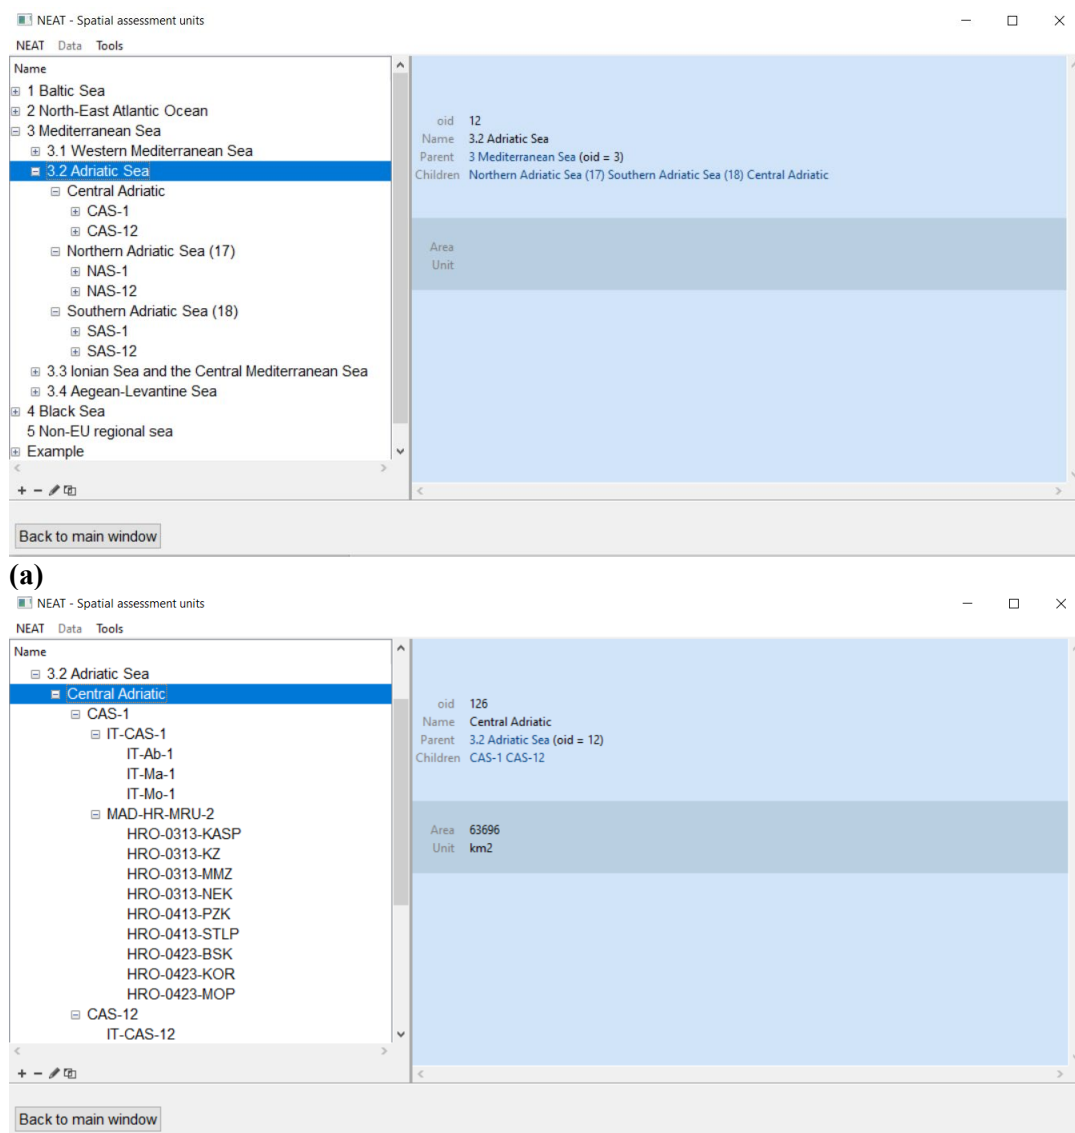 NEAT - Spatial assessment units
NEAT Data Tools
Name
1 Baltic Sea
2 North-East Atlantic Ocean
3 Mediterranean Sea
3.1 Western Mediterranean Sea
3.2 Adriatic Sea
Central Adriatic
CAS-1
CAS-12
Northern Adriatic Sea (17)
NAS-1
NAS-12
Southern Adriatic Sea (18)
SAS-1
SAS-12
3.3 Ionian Sea and the Central Mediterranean Sea
3.4 Aegean-Levantine Sea
4 Black Sea
5 Non-EU regional sea
Example
oid 12
Name 3.2 Adriatic Sea
Parent 3 Mediterranean Sea (oid = 3)
Children Northern Adriatic Sea (17) Southern Adriatic Sea (18) Central Adriatic
Area
Unit
Back to main window
(a)
NEAT - Spatial assessment units
NEAT Data Tools
Name
3.2 Adriatic Sea
Central Adriatic
CAS-1
IT-CAS-1
IT-Ab-1
IT-Ma-1
IT-Mo-1
MAD-HR-MRU-2
HRO-0313-KASP
HRO-0313-KZ
HRO-0313-MMZ
HRO-0313-NEK
HRO-0413-PZK
HRO-0413-STLP
HRO-0423-BSK
HRO-0423-KOR
HRO-0423-MOP
CAS-12
IT-CAS-12
oid 126
Name Central Adriatic
Parent 3.2 Adriatic Sea (oid = 12)
Children CAS-1 CAS-12
Area 63696
Unit km2
Back to main window